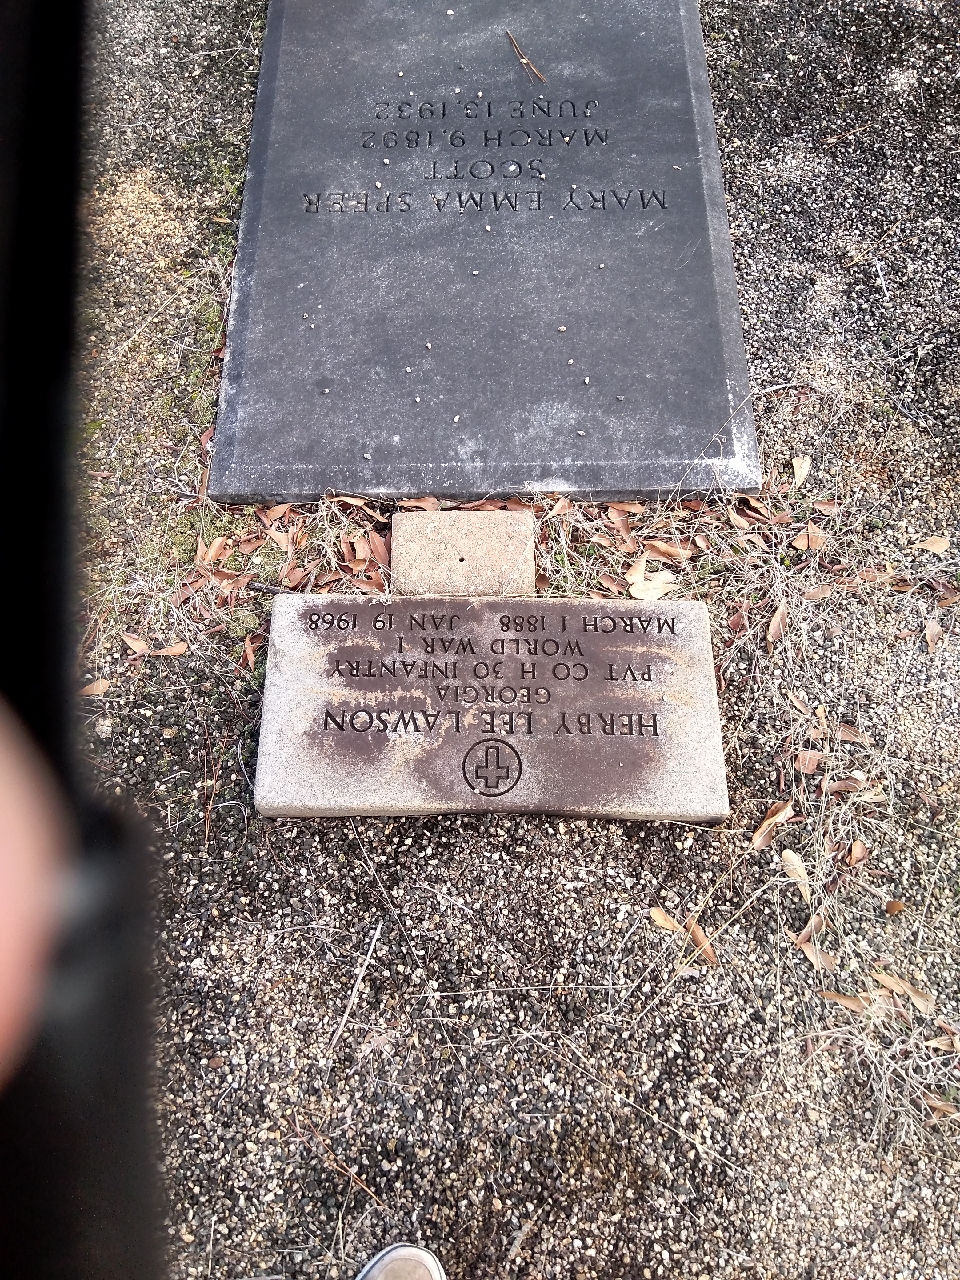 HERBY LEE LAWSON
GEORGIA
PVT CO H 30 INFANTRY
WORLD WAR I
MARCH 1 1888 JAN 19 1968
MARY EMMA SPEER
SCOTT
MARCH 9, 1892
JUNE 13, 1932